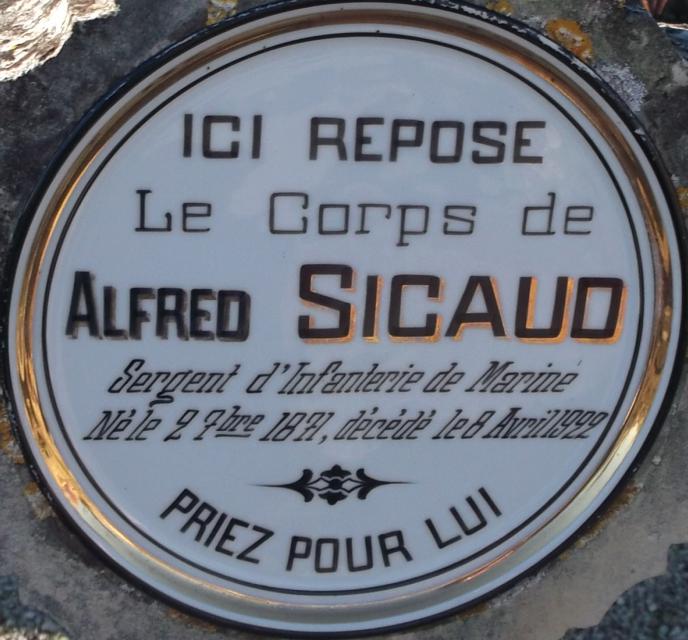 ICI REPOSE
Le Corps de
ALFRED SICAUD
Sergent d'Infanterie de Marine
Né le 2 7bre 1871, décédé le 8 Avril 1922
PRIEZ POUR LUI